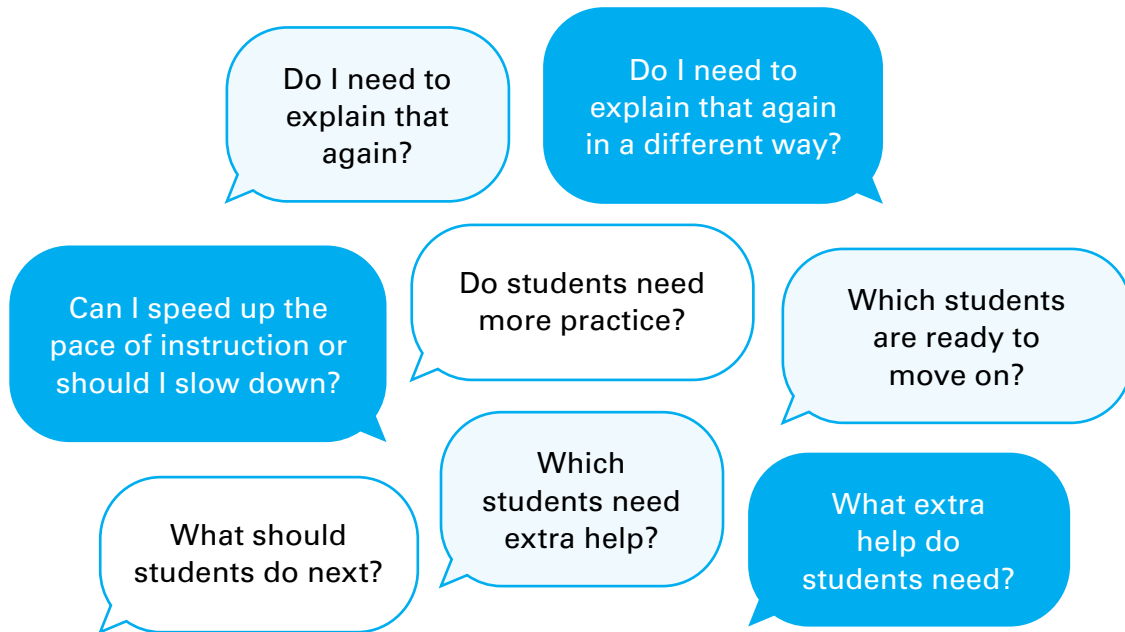 Do I need to
explain that
again?
Do I need to
explain that again
in a different way?
Can I speed up the
pace of instruction or
should I slow down?
Do students need
more practice?
Which students
are ready to
move on?
What should
students do next?
Which
students need
extra help?
What extra
help do
students need?